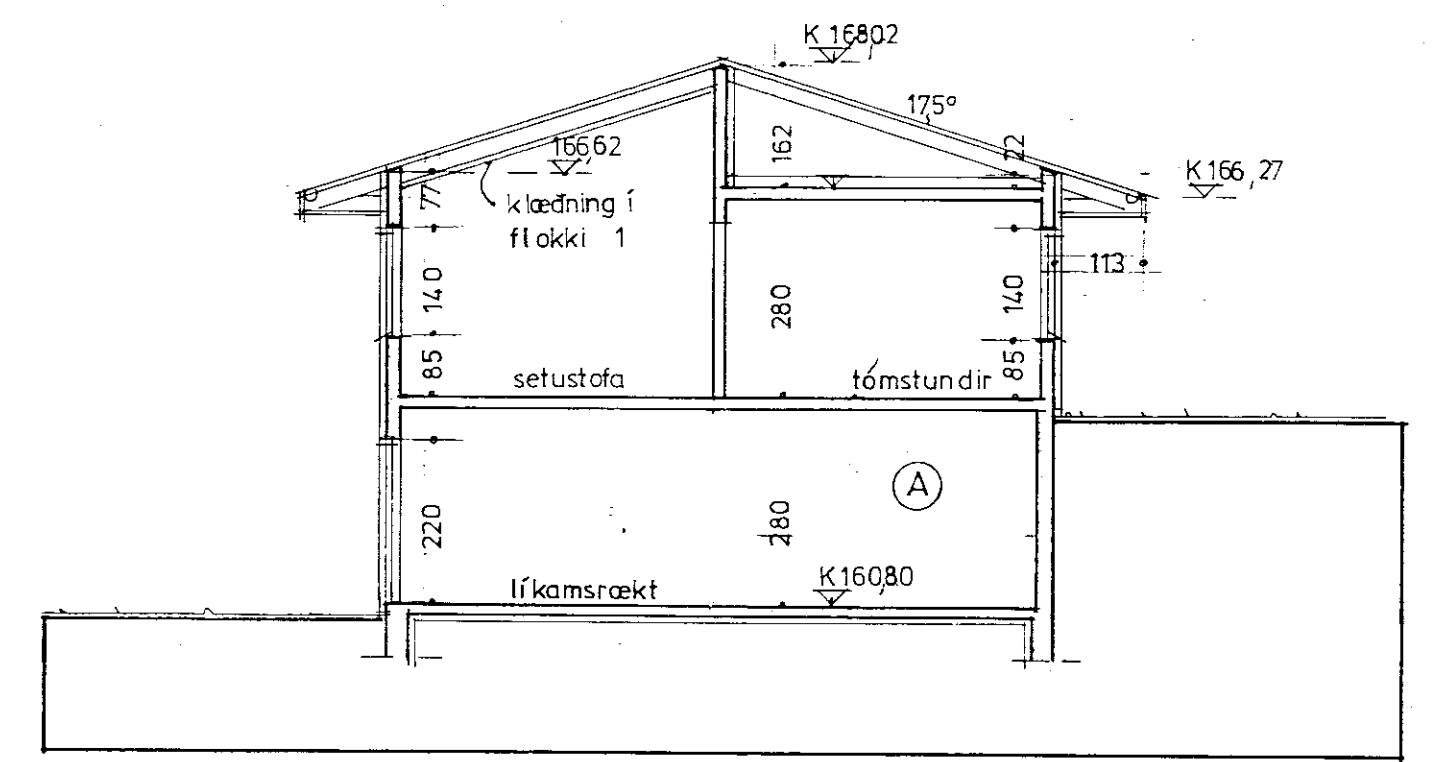 K 168,02
17,5°
166,62
162
22
K 166,27
77
klæðning í
flokki 1
113
140
280
140
85
85
setustofa
tómstundir
A
220
280
K 160,80
líkamsrækt